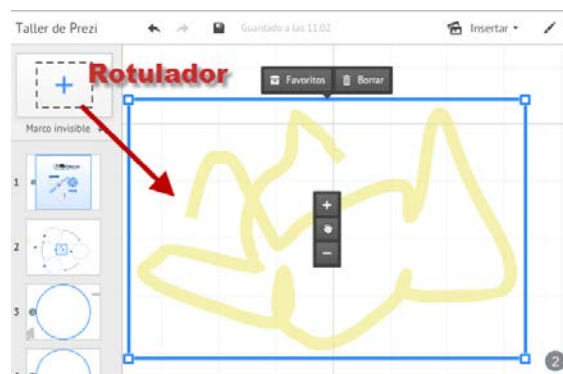 Taller de Prezi
Guardado a las 11:02
Insertar
Rotulador
Favoritos
Borrar
Marco invisible
1
2
3
2